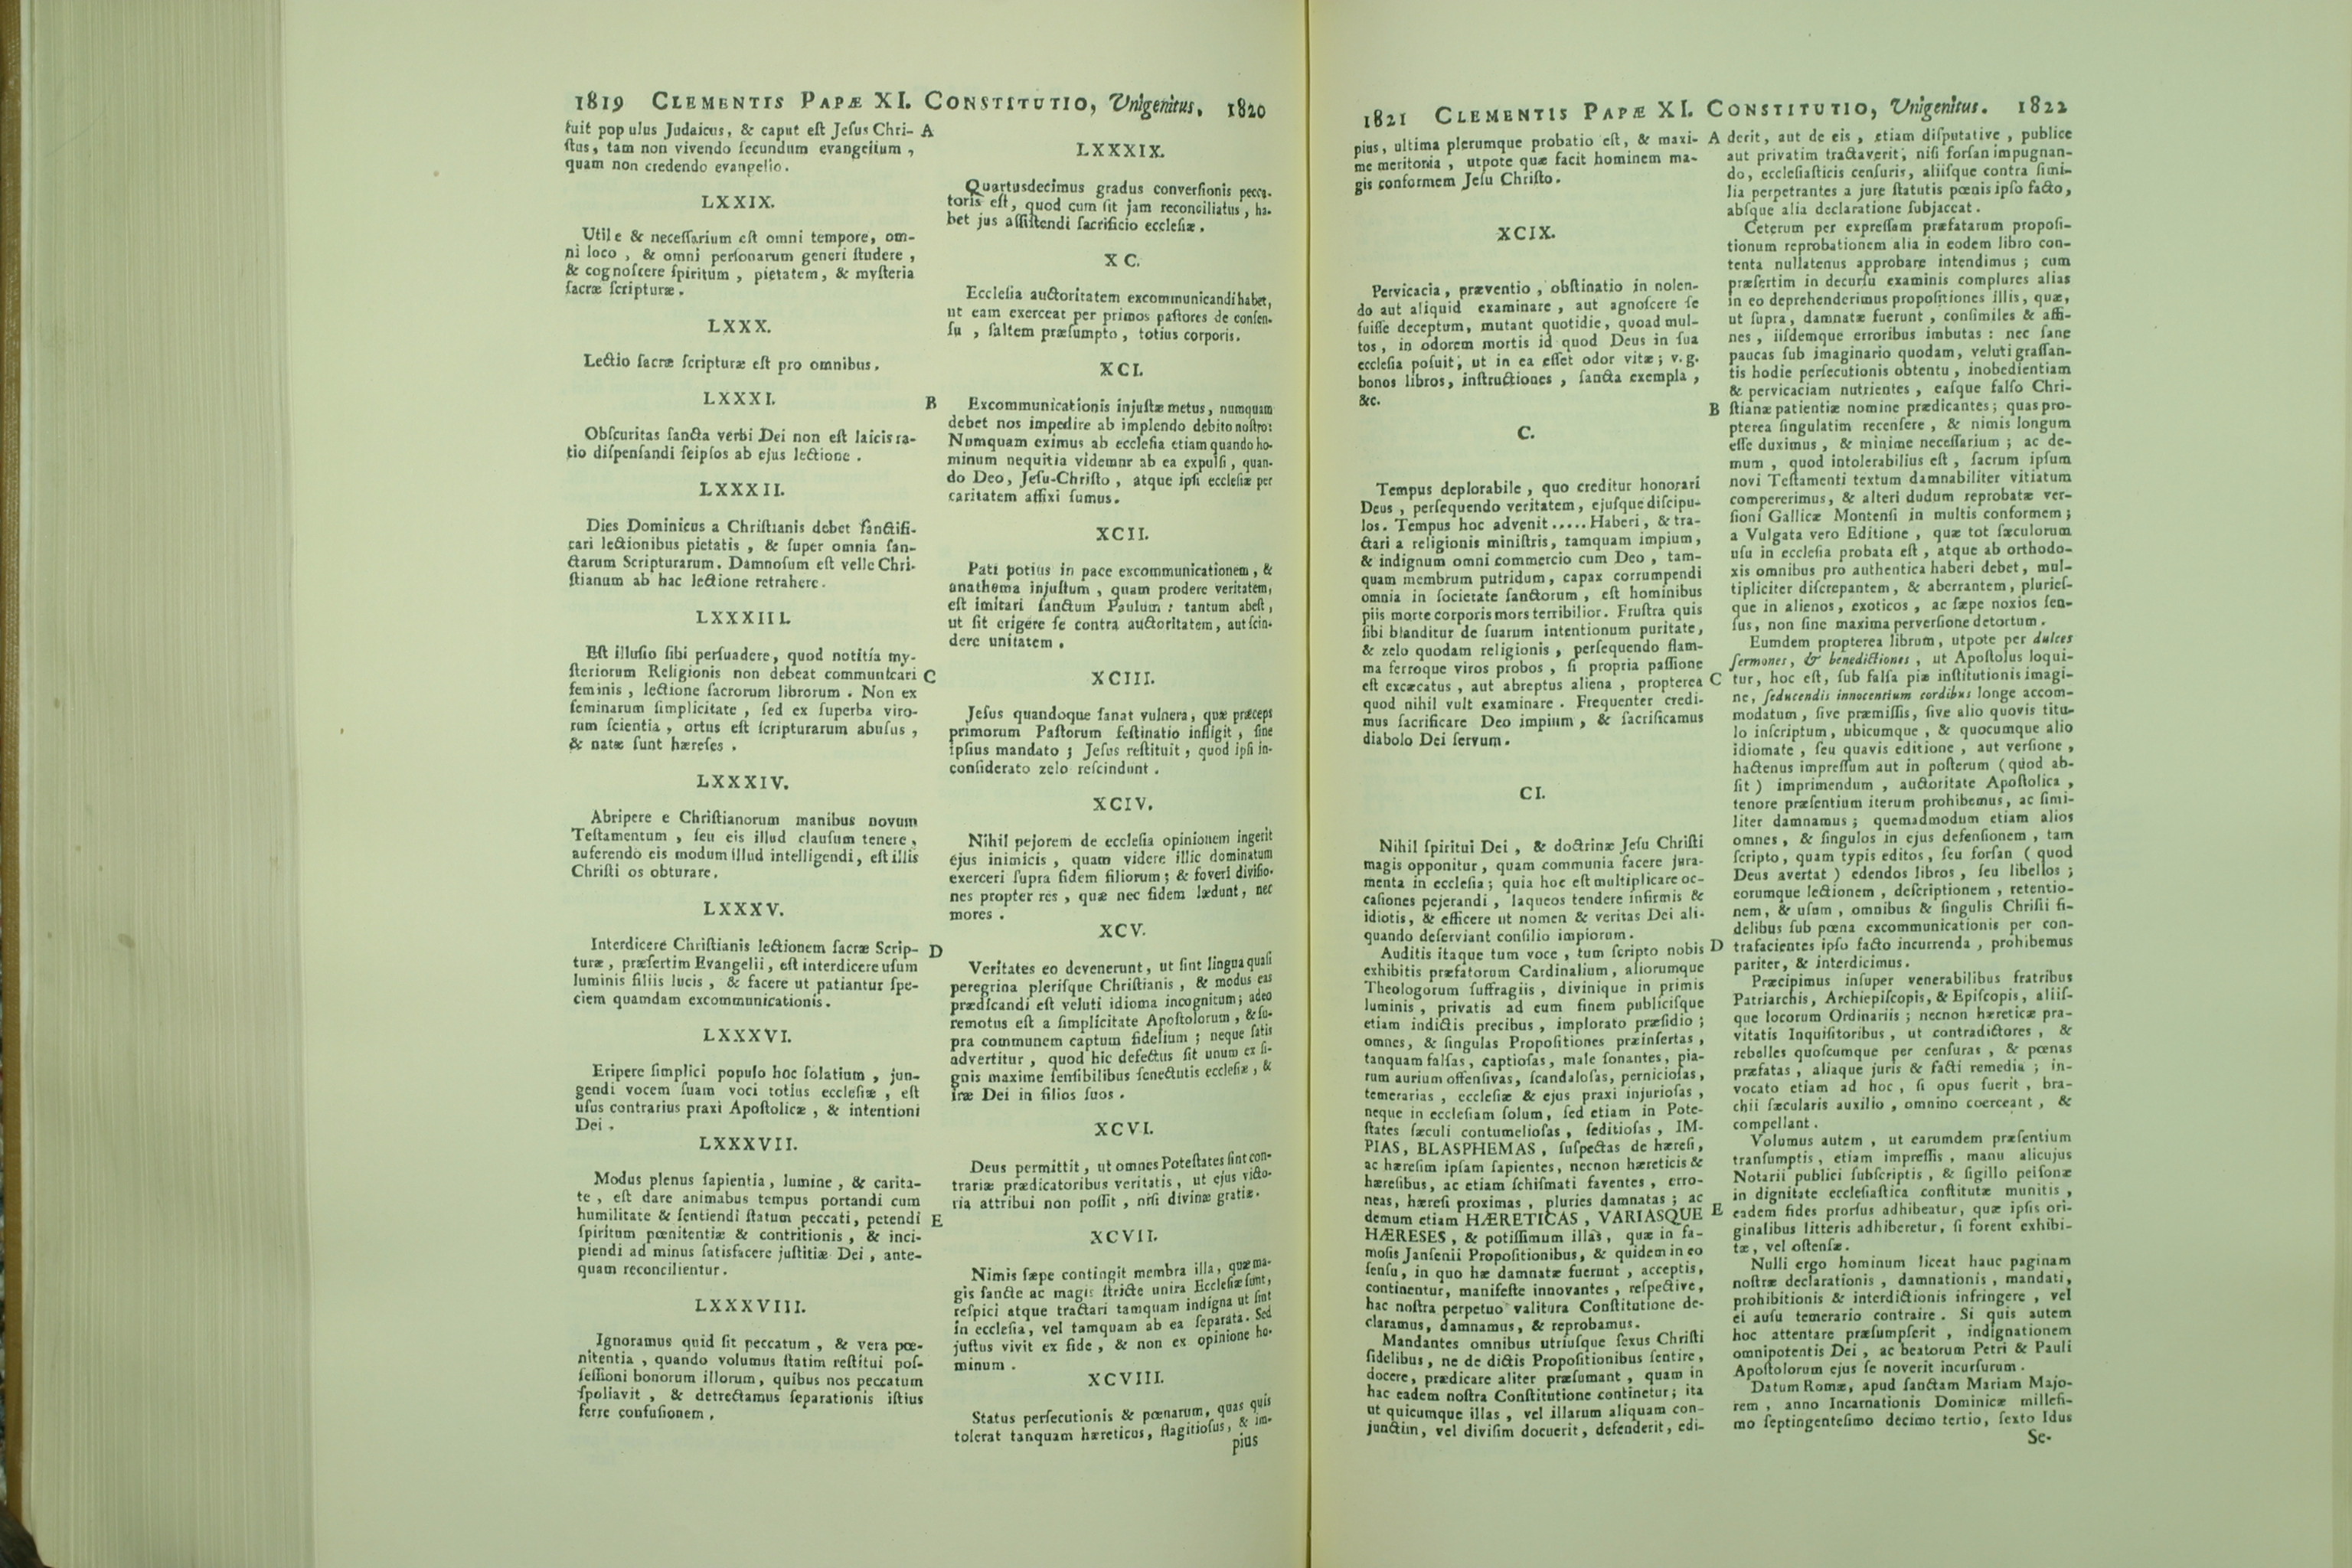 1819 CLEMENTIS PAPÆ XI. CONSTITUTIO, Unigenitus, 1820
tuit pop ulus Judaicus, & caput eſt Jeſus Chri- A
ſtus, tam non vivendo ſecundum evangelium,
quam non credendo evangelio.
LXXIX.
Utile & neceſſarium eſt omni tempore, om-
ni loco, & omni perſonarum generi ſtudere,
& cognoſcere ſpiritum, pietatem, & myſteria
ſacræ ſcripturæ.
LXXX.
Lectio ſacræ ſcripturæ eſt pro omnibus.
LXXXI.
B
Obſcuritas ſancta verbi Dei non eſt laicis ra-
tio diſpenſandi ſeipſos ab ejus lectione.
LXXXII.
Dies Dominicus a Chriſtianis debet ſanctifi-
cari lectionibus pietatis, & ſuper omnia ſan-
ctarum Scripturarum. Damnoſum eſt velle Chri-
ſtianum ab hac lectione retrahere.
LXXXIII.
Eſt illuſio ſibi perſuadere, quod notitia my-
ſteriorum Religionis non debeat communicari C
feminis, lectione ſacrorum librorum. Non ex
feminarum ſimplicitate, ſed ex ſuperba viro-
rum ſcientia, ortus eſt ſcripturarum abuſus,
& natæ ſunt hæreſes.
LXXXIV.
Abripere e Chriſtianorum manibus novum
Teſtamentum, ſeu eis illud clauſum tenere,
auferendo eis modum illud intelligendi, eſt illis
Chriſti os obturare.
LXXXV.
Interdicere Chriſtianis lectionem ſacræ Scrip- D
turæ, præſertim Evangelii, eſt interdicere uſum
luminis filiis lucis, & facere ut patiantur ſpe-
ciem quamdam excommunicationis.
LXXXVI.
Eripere ſimplici populo hoc ſolatium, jun-
gendi vocem ſuam voci totius eccleſiæ, eſt
uſus contrarius praxi Apoſtolicæ, & intentioni
Dei.
LXXXVII.
Modus plenus ſapientia, lumine, & carita-
te, eſt dare animabus tempus portandi cum
humilitate & ſentiendi ſtatum peccati, petendi E
ſpiritum pœnitentiæ & contritionis, & inci-
piendi ad minus ſatisfacere juſtitiæ Dei, ante-
quam reconcilientur.
LXXXVIII.
Ignoramus quid ſit peccatum, & vera pœ-
nitentia, quando volumus ſtatim reſtitui poſ-
ſeſſioni bonorum illorum, quibus nos peccatum
ſpoliavit, & detrectamus ſeparationis iſtius
ferre confuſionem.
LXXXIX.
Quartusdecimus gradus converſionis pecca-
toris eſt, quod cum ſit jam reconciliatus, ha-
bet jus aſſiſtendi ſacrificio eccleſiæ.
XC.
Eccleſia auctoritatem excommunicandi habet,
ut eam exerceat per primos paſtores de conſen-
ſu, ſaltem præſumpto, totius corporis.
XCI.
Excommunicationis injuſtæ metus, numquam
debet nos impedire ab implendo debito noſtro:
Numquam eximus ab eccleſia etiam quando ho-
minum nequitia videmur ab ea expulſi, quan-
do Deo, Jeſu-Chriſto, atque ipſi eccleſiæ per
caritatem affixi ſumus.
XCII.
Pati potius in pace excommunicationem, &
anathema injuſtum, quam prodere veritatem,
eſt imitari ſanctum Paulum: tantum abeſt,
ut ſit erigere ſe contra auctoritatem, aut ſcin-
dere unitatem.
XCIII.
Jeſus quandoque ſanat vulnera, quæ præceps
primorum Paſtorum feſtinatio infligit, ſine
ipſius mandato; Jeſus reſtituit, quod ipſi in-
conſiderato zelo reſcindunt.
XCIV.
Nihil pejorem de eccleſia opinionem ingerit
ejus inimicis, quam videre illic dominatum
exerceri ſupra fidem filiorum; & foveri diviſio-
nes propter res, quæ nec fidem lædunt, nec
mores.
XCV.
Veritates eo devenerunt, ut ſint lingua quaſi
peregrina pleriſque Chriſtianis, & modus eas
prædicandi eſt veluti idioma incognitum; adeo
remotus eſt a ſimplicitate Apoſtolorum, & ſu-
pra communem captum fidelium; neque ſatis
advertitur, quod hic defectus ſit unum ex ſi-
gnis maxime ſenſibilibus ſenectutis eccleſiæ, &
iræ Dei in filios ſuos.
XCVI.
Deus permittit, ut omnes Poteſtates ſint con-
trariæ prædicatoribus veritatis, ut ejus victo-
ria attribui non poſſit, niſi divinæ gratiæ.
XCVII.
Nimis ſæpe contingit membra illa, quæ ma-
gis ſancte ac magis ſtricte unita Eccleſiæ ſunt,
reſpici atque tractari tamquam indigna ut ſint
in eccleſia, vel tamquam ab ea ſeparata. Sed
juſtus vivit ex fide, & non ex opinione ho-
minum.
XCVIII.
Status perſecutionis & pœnarum, quas quis
tolerat tanquam hæreticus, flagitioſus, & im-
pius
1821 CLEMENTIS PAPÆ XI. CONSTITUTIO, Unigenitus. 1822
pius, ultima plerumque probatio eſt, & maxi- A
me meritoria, utpote quæ facit hominem ma-
gis conformem Jeſu Chriſto.
XCIX.
Pervicacia, præventio, obſtinatio in nolen-
do aut aliquid examinare, aut agnoſcere ſe
fuiſſe deceptum, mutant quotidie, quoad mul-
tos, in odorem mortis id quod Deus in ſua
eccleſia poſuit, ut in ea eſſet odor vitæ; v. g.
bonos libros, inſtructiones, ſancta exempla,
&c.
B
C.
Tempus deplorabile, quo creditur honorari
Deus, perſequendo veritatem, ejuſque diſcipu-
los. Tempus hoc advenit ..... Haberi, & tra-
ctari a religionis miniſtris, tamquam impium,
& indignum omni commercio cum Deo, tam-
quam membrum putridum, capax corrumpendi
omnia in ſocietate ſanctorum, eſt hominibus
piis morte corporis mors terribilior. Fruſtra quis
ſibi blanditur de ſuarum intentionum puritate,
& zelo quodam religionis, perſequendo flam-
ma ferroque viros probos, ſi propria paſſione
eſt excæcatus, aut abreptus aliena, propterea C
quod nihil vult examinare. Frequenter credi-
mus ſacrificare Deo impium, & ſacrificamus
diabolo Dei ſervum.
CI.
Nihil ſpiritui Dei, & doctrinæ Jeſu Chriſti
magis opponitur, quam communia facere jura-
menta in eccleſia; quia hoc eſt multiplicare oc-
caſiones pejerandi, laqueos tendere infirmis &
idiotis, & efficere ut nomen & veritas Dei ali-
quando deſerviant conſilio impiorum.
Auditis itaque tum voce, tum ſcripto nobis D
exhibitis præfatorum Cardinalium, aliorumque
Theologorum ſuffragiis, divinique in primis
luminis, privatis ad eum finem publiciſque
etiam indictis precibus, implorato præſidio;
omnes, & ſingulas Propoſitiones præinſertas,
tanquam falſas, captioſas, male ſonantes, pia-
rum aurium offenſivas, ſcandaloſas, pernicioſas,
temerarias, eccleſiæ & ejus praxi injurioſas,
neque in eccleſiam ſolum, ſed etiam in Pote-
ſtates ſæculi contumelioſas, ſeditioſas, IM-
PIAS, BLASPHEMAS, ſuſpectas de hæreſi,
ac hæreſim ipſam ſapientes, necnon hæreticis &
hæreſibus, ac etiam ſchiſmati faventes, erro-
neas, hæreſi proximas, pluries damnatas; ac
demum etiam HÆRETICAS, VARIASQUE E
HÆRESES, & potiſſimum illas, quæ in fa-
moſis Janſenii Propoſitionibus, & quidem in eo
ſenſu, in quo hæ damnatæ fuerunt, acceptis,
continentur, manifeſte innovantes, reſpective,
hac noſtra perpetuo valitura Conſtitutione de-
claramus, damnamus, & reprobamus.
Mandantes omnibus utriuſque ſexus Chriſti
fidelibus, ne de dictis Propoſitionibus ſentire,
docere, prædicare aliter præſumant, quam in
hac eadem noſtra Conſtitutione continetur; ita
ut quicumque illas, vel illarum aliquam con-
junctim, vel diviſim docuerit, defenderit, edi-
derit, aut de eis, etiam diſputative, publice
aut privatim tractaverit, niſi forſan impugnan-
do, eccleſiaſticis cenſuris, aliiſque contra ſimi-
lia perpetrantes a jure ſtatutis pœnis ipſo facto,
abſque alia declaratione ſubjaceat.
Ceterum per expreſſam præfatarum propoſi-
tionum reprobationem alia in eodem libro con-
tenta nullatenus approbare intendimus; cum
præſertim in decurſu examinis complures alias
in eo deprehenderimus propoſitiones illis, quæ,
ut ſupra, damnatæ fuerunt, conſimiles & affi-
nes, iiſdemque erroribus imbutas: nec ſane
paucas ſub imaginario quodam, veluti graſſan-
tis hodie perſecutionis obtentu, inobedientiam
& pervicaciam nutrientes, eaſque falſo Chri-
ſtianæ patientiæ nomine prædicantes; quas pro-
pterea ſingulatim recenſere, & nimis longum
eſſe duximus, & minime neceſſarium; ac de-
mum, quod intolerabilius eſt, ſacrum ipſum
novi Teſtamenti textum damnabiliter vitiatum
compererimus, & alteri dudum reprobatæ ver-
ſioni Gallicæ Montenſi in multis conformem;
a Vulgata vero Editione, quæ tot ſæculorum
uſu in eccleſia probata eſt, atque ab orthodo-
xis omnibus pro authentica haberi debet, mul-
tipliciter diſcrepantem, & aberrantem, plurieſ-
que in alienos, exoticos, ac ſæpe noxios ſen-
ſus, non ſine maxima perverſione detortum.
Eumdem propterea librum, utpote per dulces
ſermones, & benedictiones, ut Apoſtolus loqui-
tur, hoc eſt, ſub falſa piæ inſtitutionis imagi-
ne, ſeducendis innocentium cordibus longe accom-
modatum, ſive præmiſſis, ſive alio quovis titu-
lo inſcriptum, ubicumque, & quocumque alio
idiomate, ſeu quavis editione, aut verſione,
hactenus impreſſum aut in poſterum (quod ab-
ſit) imprimendum, auctoritate Apoſtolica,
tenore præſentium iterum prohibemus, ac ſimi-
liter damnamus; quemadmodum etiam alios
omnes, & ſingulos in ejus defenſionem, tam
ſcripto, quam typis editos, ſeu forſan (quod
Deus avertat) edendos libros, ſeu libellos;
eorumque lectionem, deſcriptionem, retentio-
nem, & uſum, omnibus & ſingulis Chriſti fi-
delibus ſub pœna excommunicationis per con-
trafacientes ipſo facto incurrenda, prohibemus
pariter, & interdicimus.
Præcipimus inſuper venerabilibus fratribus
Patriarchis, Archiepiſcopis, & Epiſcopis, aliiſ-
que locorum Ordinariis; necnon hæreticæ pra-
vitatis Inquiſitoribus, ut contradictores, &
rebelles quoſcumque per cenſuras, & pœnas
præfatas, aliaque juris & facti remedia; in-
vocato etiam ad hoc, ſi opus fuerit, bra-
chii ſæcularis auxilio, omnino coerceant, &
compellant.
Volumus autem, ut earumdem præſentium
tranſumptis, etiam impreſſis, manu alicujus
Notarii publici ſubſcriptis, & ſigillo perſonæ
in dignitate eccleſiaſtica conſtitutæ munitis,
eadem fides prorſus adhibeatur, quæ ipſis ori-
ginalibus litteris adhiberetur, ſi forent exhibi-
tæ, vel oſtenſæ.
Nulli ergo hominum liceat hauc paginam
noſtræ declarationis, damnationis, mandati,
prohibitionis & interdictionis infringere, vel
ei auſu temerario contraire. Si quis autem
hoc attentare præſumpſerit, indignationem
omnipotentis Dei, ac beatorum Petri & Pauli
Apoſtolorum ejus ſe noverit incurſurum.
Datum Romæ, apud ſanctam Mariam Majo-
rem, anno Incarnationis Dominicæ milleſi-
mo ſeptingenteſimo decimo tertio, ſexto Idus
Se-